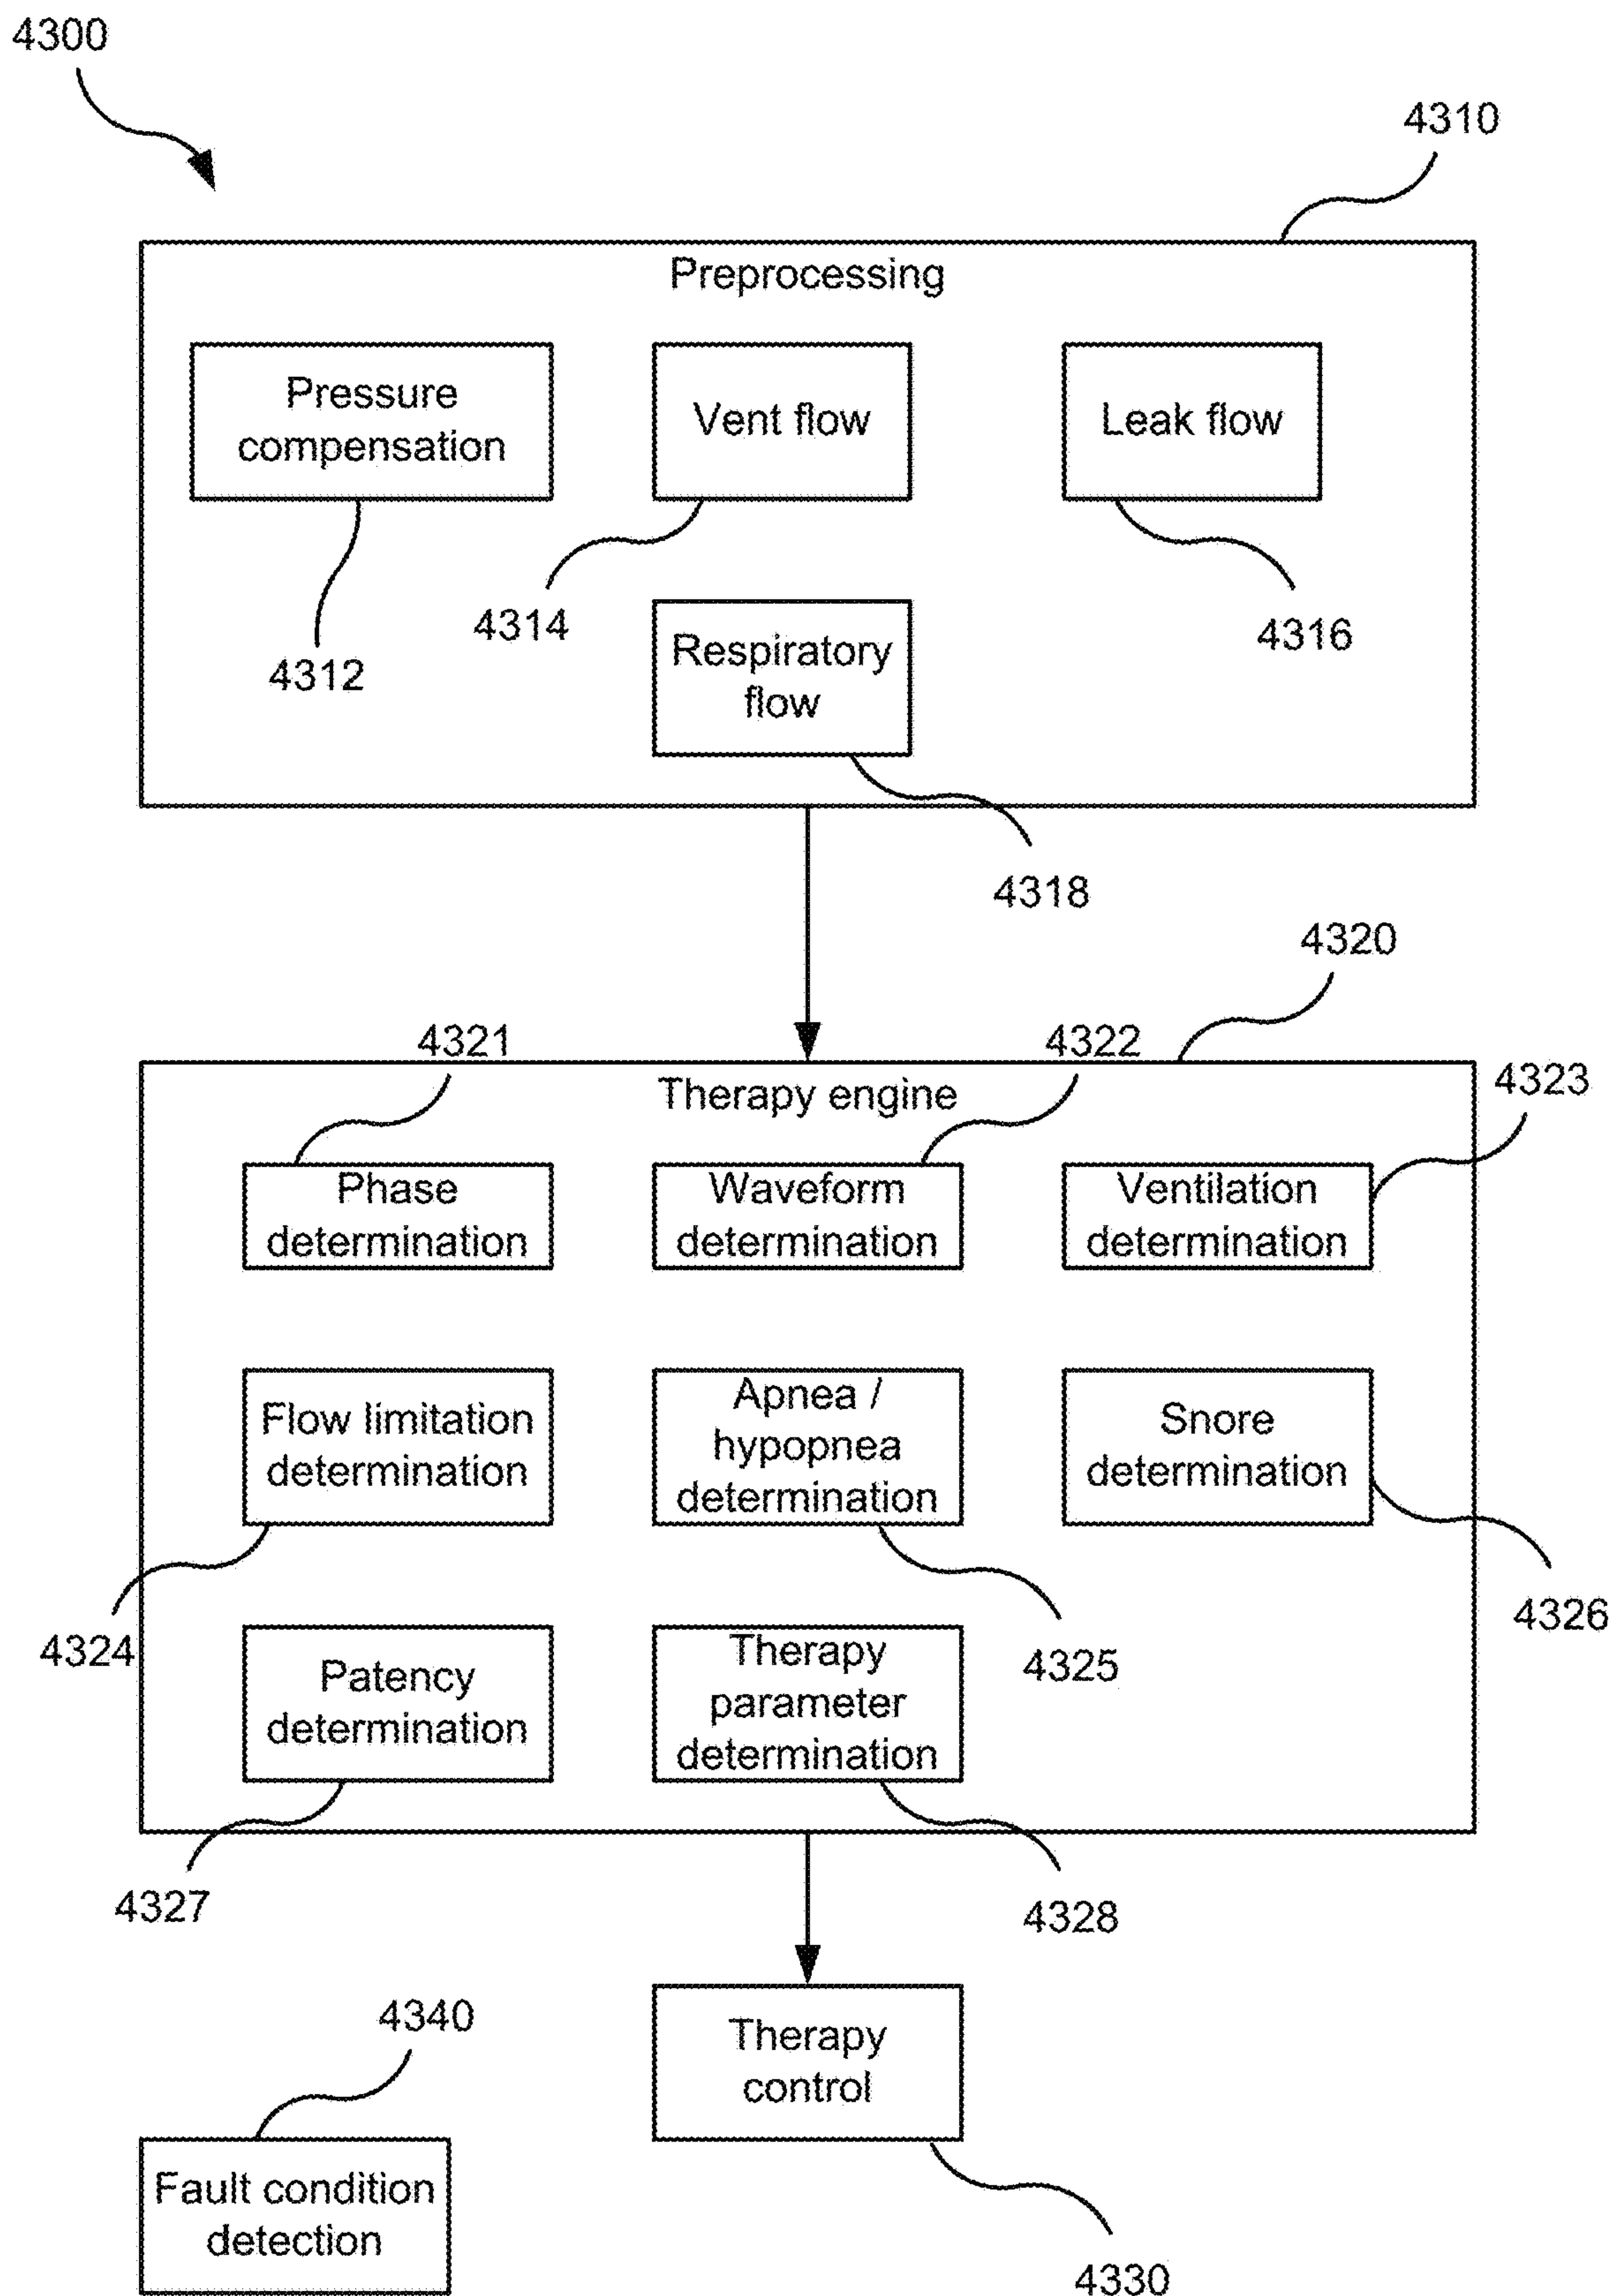 4300
4310
Preprocessing
Pressure
compensation
Vent flow
Leak flow
4312
4314
4316
Respiratory
flow
4318
4320
4321
4322
4323
Therapy engine
Phase
determination
Waveform
determination
Ventilation
determination
Flow limitation
determination
Apnea /
hypopnea
determination
Snore
determination
4324
4325
4326
Patency
determination
Therapy
parameter
determination
4327
4328
4340
Therapy
control
Fault condition
detection
4330